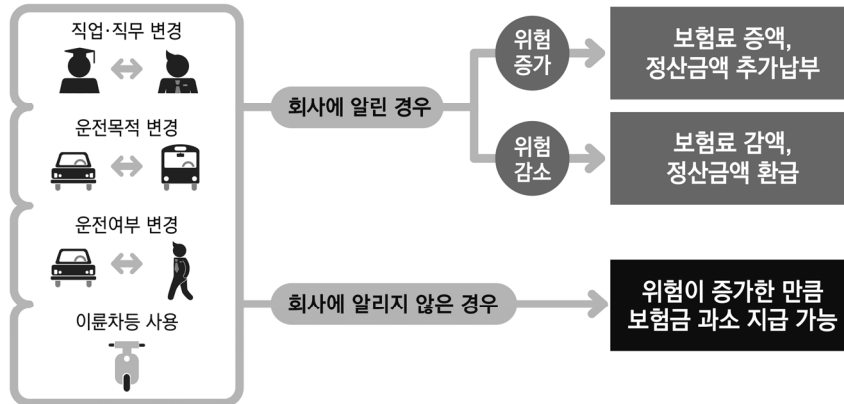 직업·직무 변경
운전목적 변경
운전여부 변경
이륜차등 사용
회사에 알린 경우
위험
증가
보험료 증액,
정산금액 추가납부
위험
감소
보험료 감액,
정산금액 환급
회사에 알리지 않은 경우
위험이 증가한 만큼
보험금 과소 지급 가능